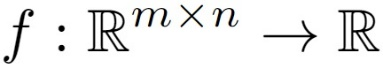 f : ℝ^{m×n} → ℝ